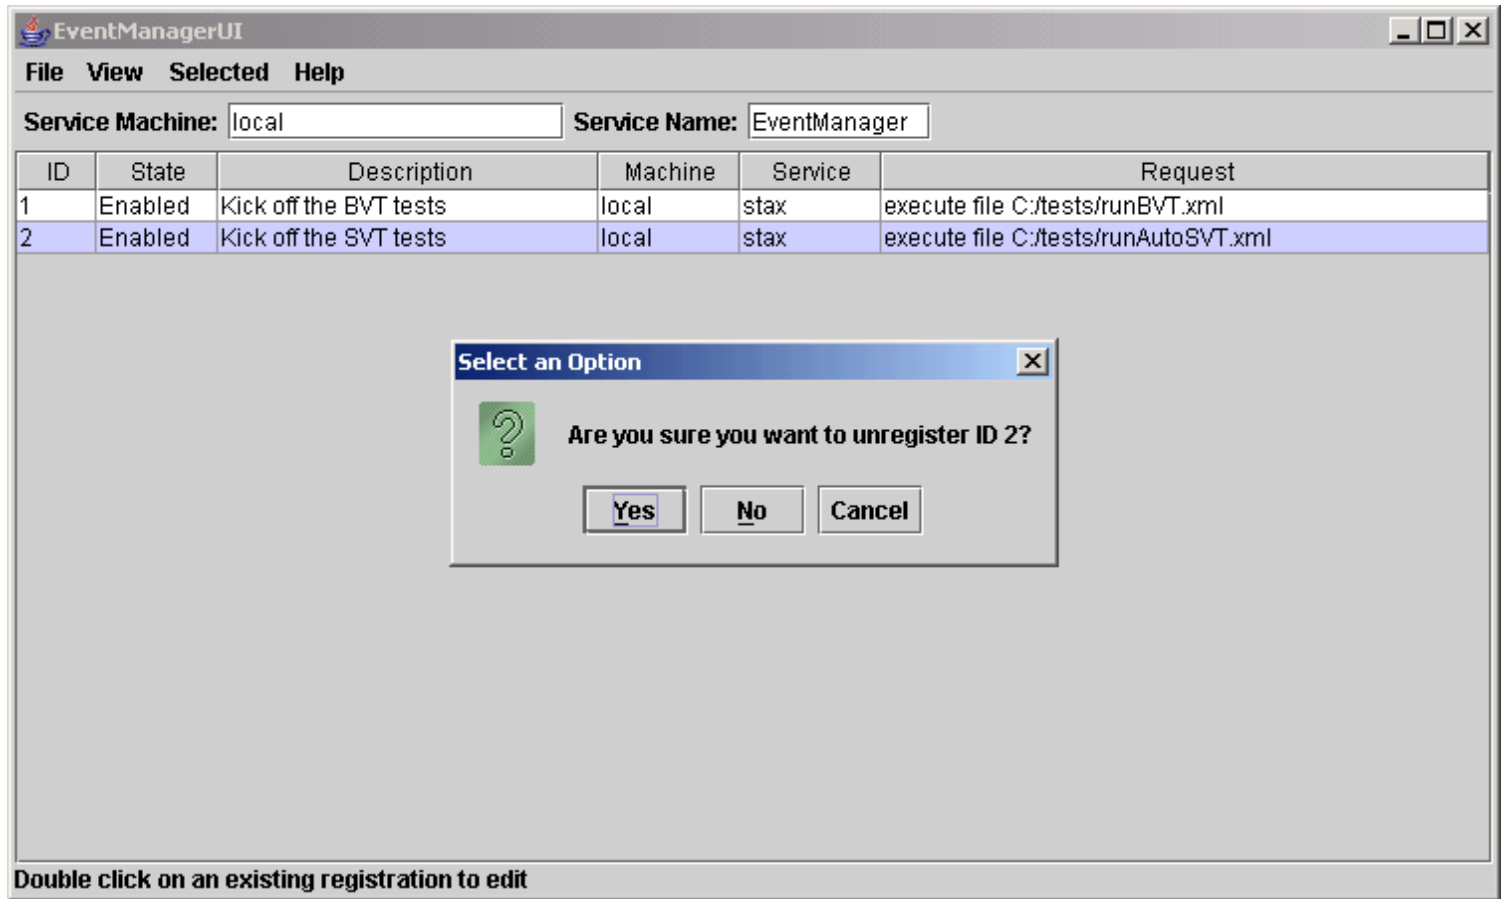 EventManagerUI
File View Selected Help
Service Machine: local Service Name: EventManager
ID State Description Machine Service Request
1 Enabled Kick off the BVT tests local stax execute file C:/tests/runBVT.xml
2 Enabled Kick off the SVT tests local stax execute file C:/tests/runAutoSVT.xml
Select an Option
Are you sure you want to unregister ID 2?
Yes No Cancel
Double click on an existing registration to edit